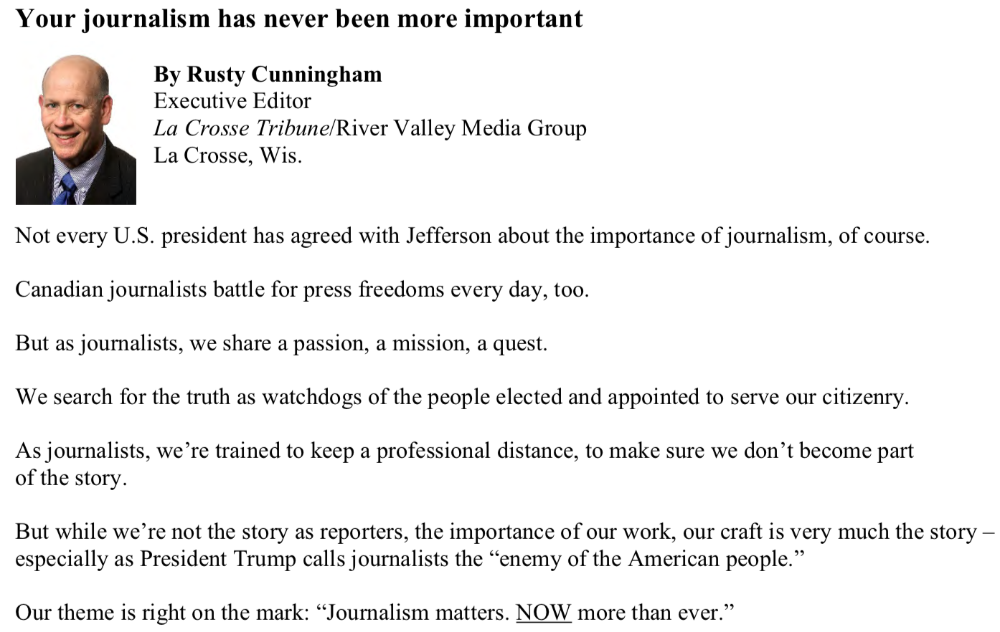 Your journalism has never been more important
By Rusty Cunningham
Executive Editor
La Crosse Tribune/River Valley Media Group
La Crosse, Wis.
Not every U.S. president has agreed with Jefferson about the importance of journalism, of course.
Canadian journalists battle for press freedoms every day, too.
But as journalists, we share a passion, a mission, a quest.
We search for the truth as watchdogs of the people elected and appointed to serve our citizenry.
As journalists, we’re trained to keep a professional distance, to make sure we don’t become part
of the story.
But while we’re not the story as reporters, the importance of our work, our craft is very much the story –
especially as President Trump calls journalists the “enemy of the American people.”
Our theme is right on the mark: “Journalism matters. NOW more than ever.”